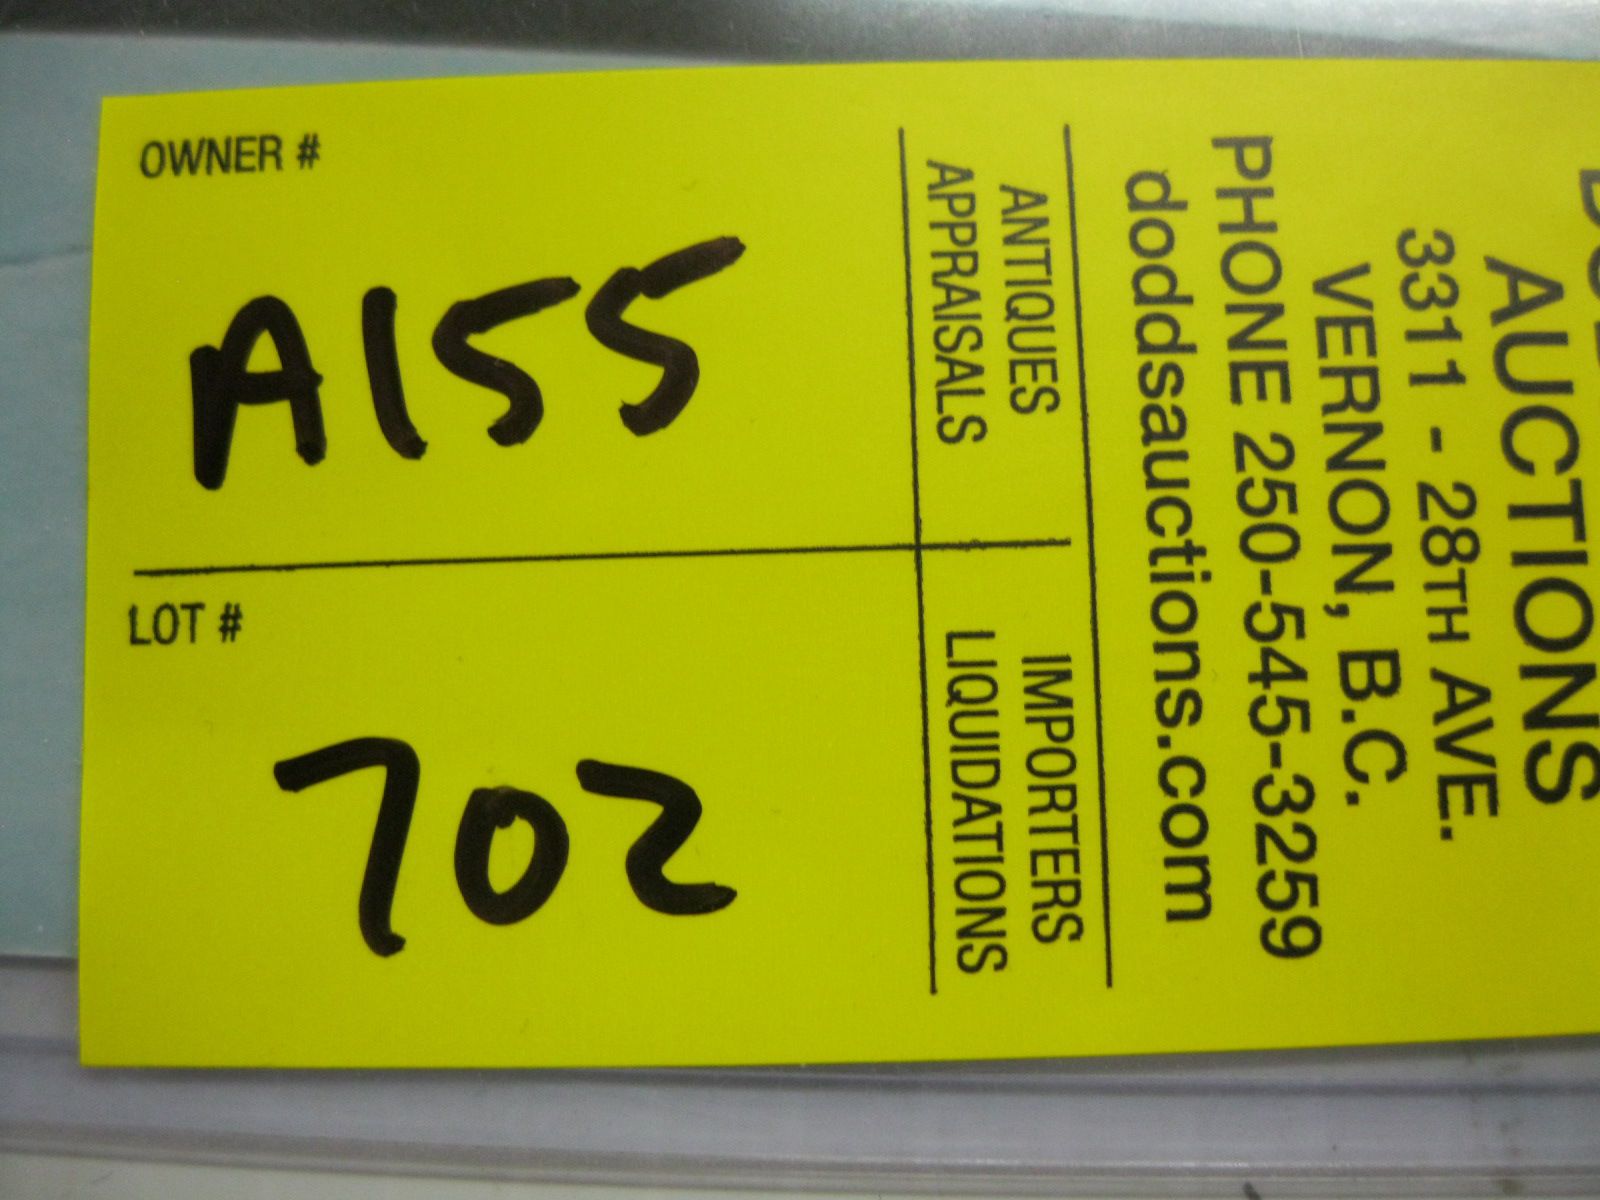 AUCTIONS
3311 - 28TH AVE.
VERNON, B.C.
PHONE 250-545-3259
doddsauctions.com
ANTIQUES
APPRAISALS
IMPORTERS
LIQUIDATIONS
OWNER #
A155
LOT #
702